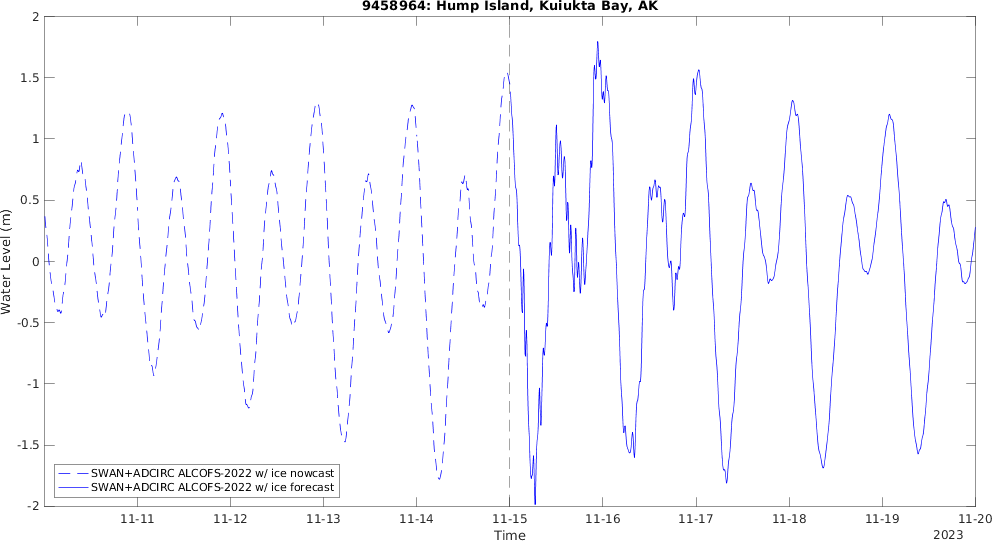 9458964: Hump Island, Kuiukta Bay, AK
Water Level (m)
2
1.5
1
0.5
0
-0.5
-1
-1.5
-2
SWAN+ADCIRC ALCOFS-2022 w/ ice nowcast
SWAN+ADCIRC ALCOFS-2022 w/ ice forecast
11-11 11-12 11-13 11-14 11-15 11-16 11-17 11-18 11-19 11-20
Time
2023